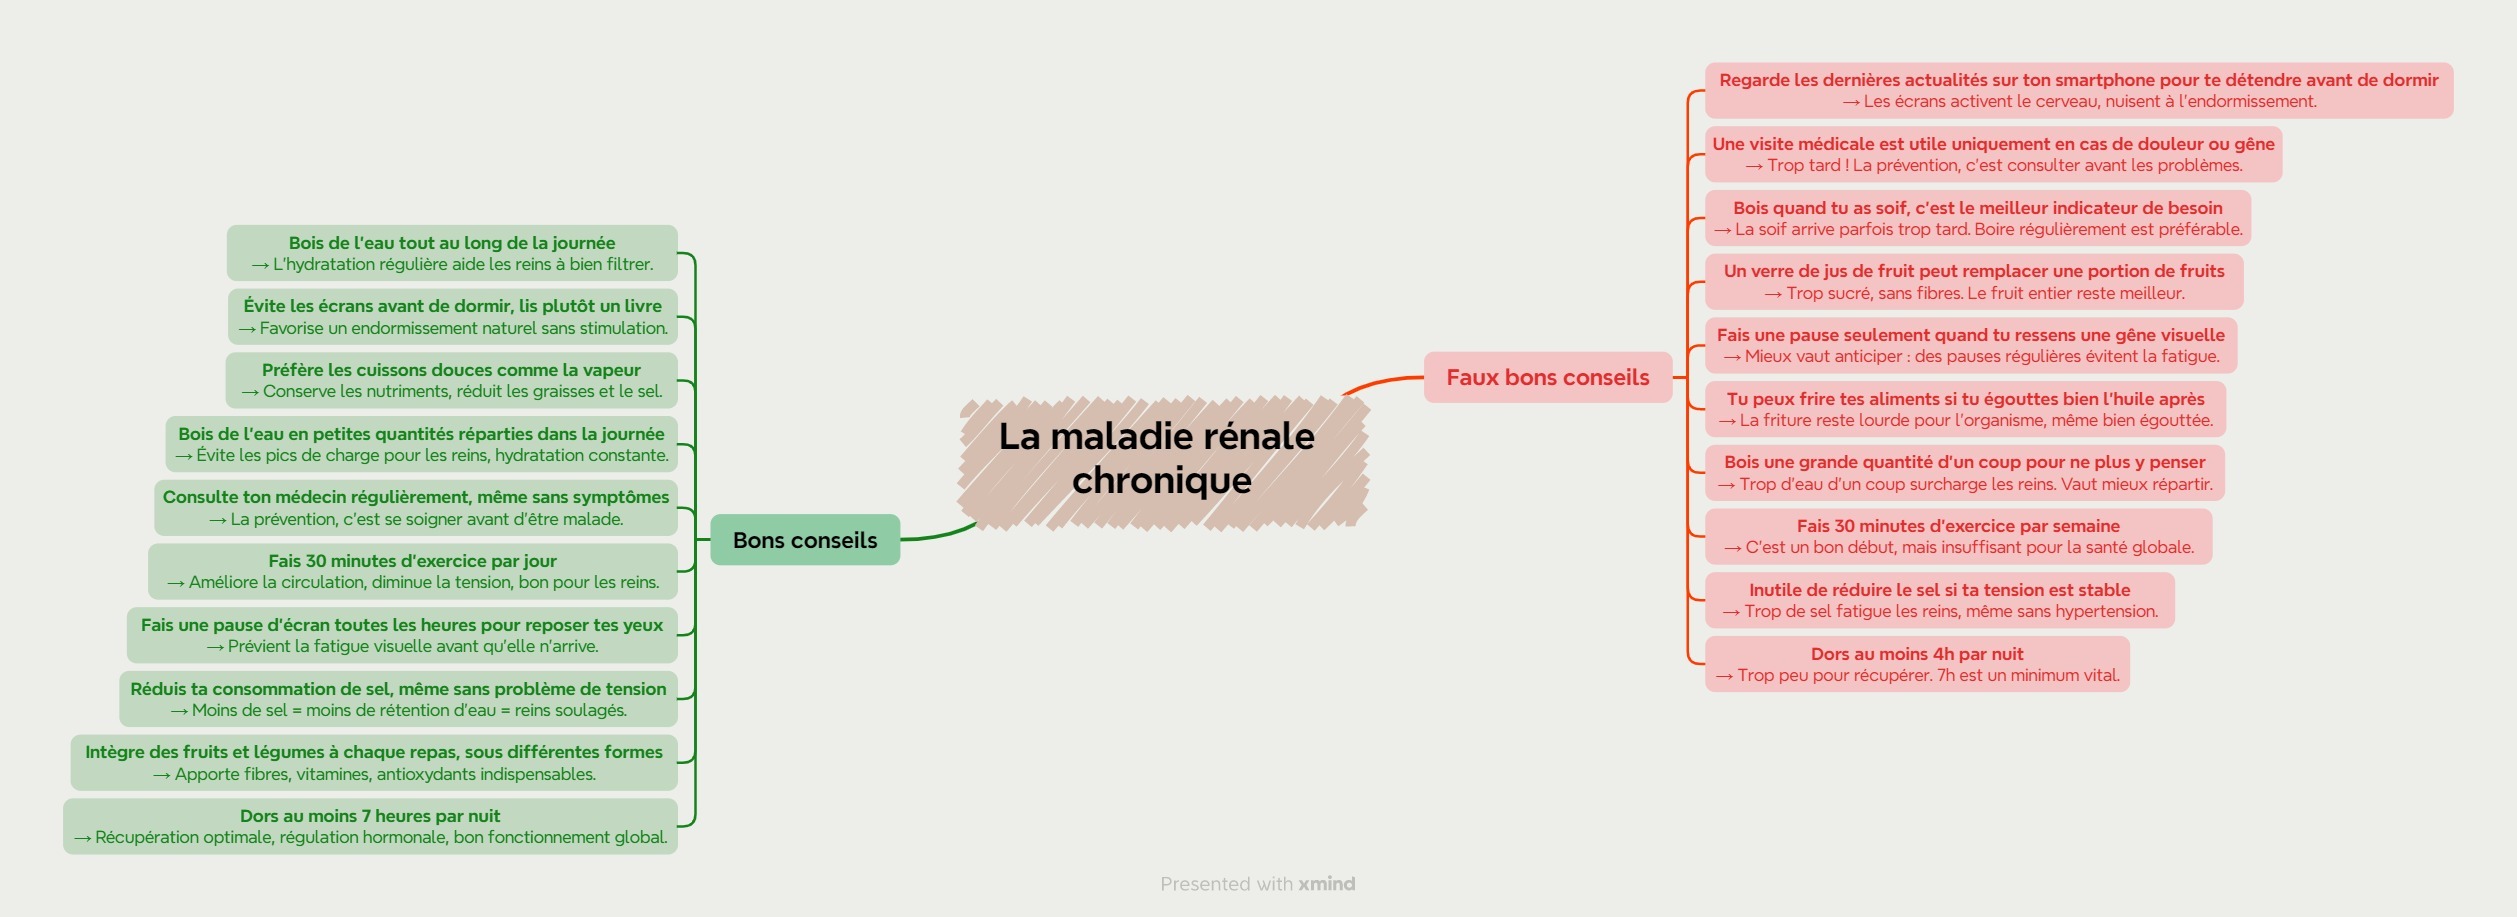 La maladie rénale
chronique
Bons conseils
Bois de l'eau tout au long de la journée
→ L'hydratation régulière aide les reins à bien filtrer.
Évite les écrans avant de dormir, lis plutôt un livre
→ Favorise un endormissement naturel sans stimulation.
Préfère les cuissons douces comme la vapeur
→ Conserve les nutriments, réduit les graisses et le sel.
Bois de l'eau en petites quantités réparties dans la journée
→ Évite les pics de charge pour les reins, hydratation constante.
Consulte ton médecin régulièrement, même sans symptômes
→ La prévention, c'est se soigner avant d'être malade.
Fais 30 minutes d'exercice par jour
→ Améliore la circulation, diminue la tension, bon pour les reins.
Fais une pause d'écran toutes les heures pour reposer tes yeux
→ Prévient la fatigue visuelle avant qu'elle n'arrive.
Réduis ta consommation de sel, même sans problème de tension
→ Moins de sel = moins de rétention d'eau = reins soulagés.
Intègre des fruits et légumes à chaque repas, sous différentes formes
→ Apporte fibres, vitamines, antioxydants indispensables.
Dors au moins 7 heures par nuit
→ Récupération optimale, régulation hormonale, bon fonctionnement global.
Faux bons conseils
Regarde les dernières actualités sur ton smartphone pour te détendre avant de dormir
→ Les écrans activent le cerveau, nuisent à l'endormissement.
Une visite médicale est utile uniquement en cas de douleur ou gêne
→ Trop tard ! La prévention, c'est consulter avant les problèmes.
Bois quand tu as soif, c'est le meilleur indicateur de besoin
→ La soif arrive parfois trop tard. Boire régulièrement est préférable.
Un verre de jus de fruit peut remplacer une portion de fruits
→ Trop sucré, sans fibres. Le fruit entier reste meilleur.
Fais une pause seulement quand tu ressens une gêne visuelle
→ Mieux vaut anticiper : des pauses régulières évitent la fatigue.
Tu peux frire tes aliments si tu égouttes bien l'huile après
→ La friture reste lourde pour l'organisme, même bien égouttée.
Bois une grande quantité d'un coup pour ne plus y penser
→ Trop d'eau d'un coup surcharge les reins. Vaut mieux répartir.
Fais 30 minutes d'exercice par semaine
→ C'est un bon début, mais insuffisant pour la santé globale.
Inutile de réduire le sel si ta tension est stable
→ Trop de sel fatigue les reins, même sans hypertension.
Dors au moins 4h par nuit
→ Trop peu pour récupérer. 7h est un minimum vital.
Presented with xmind